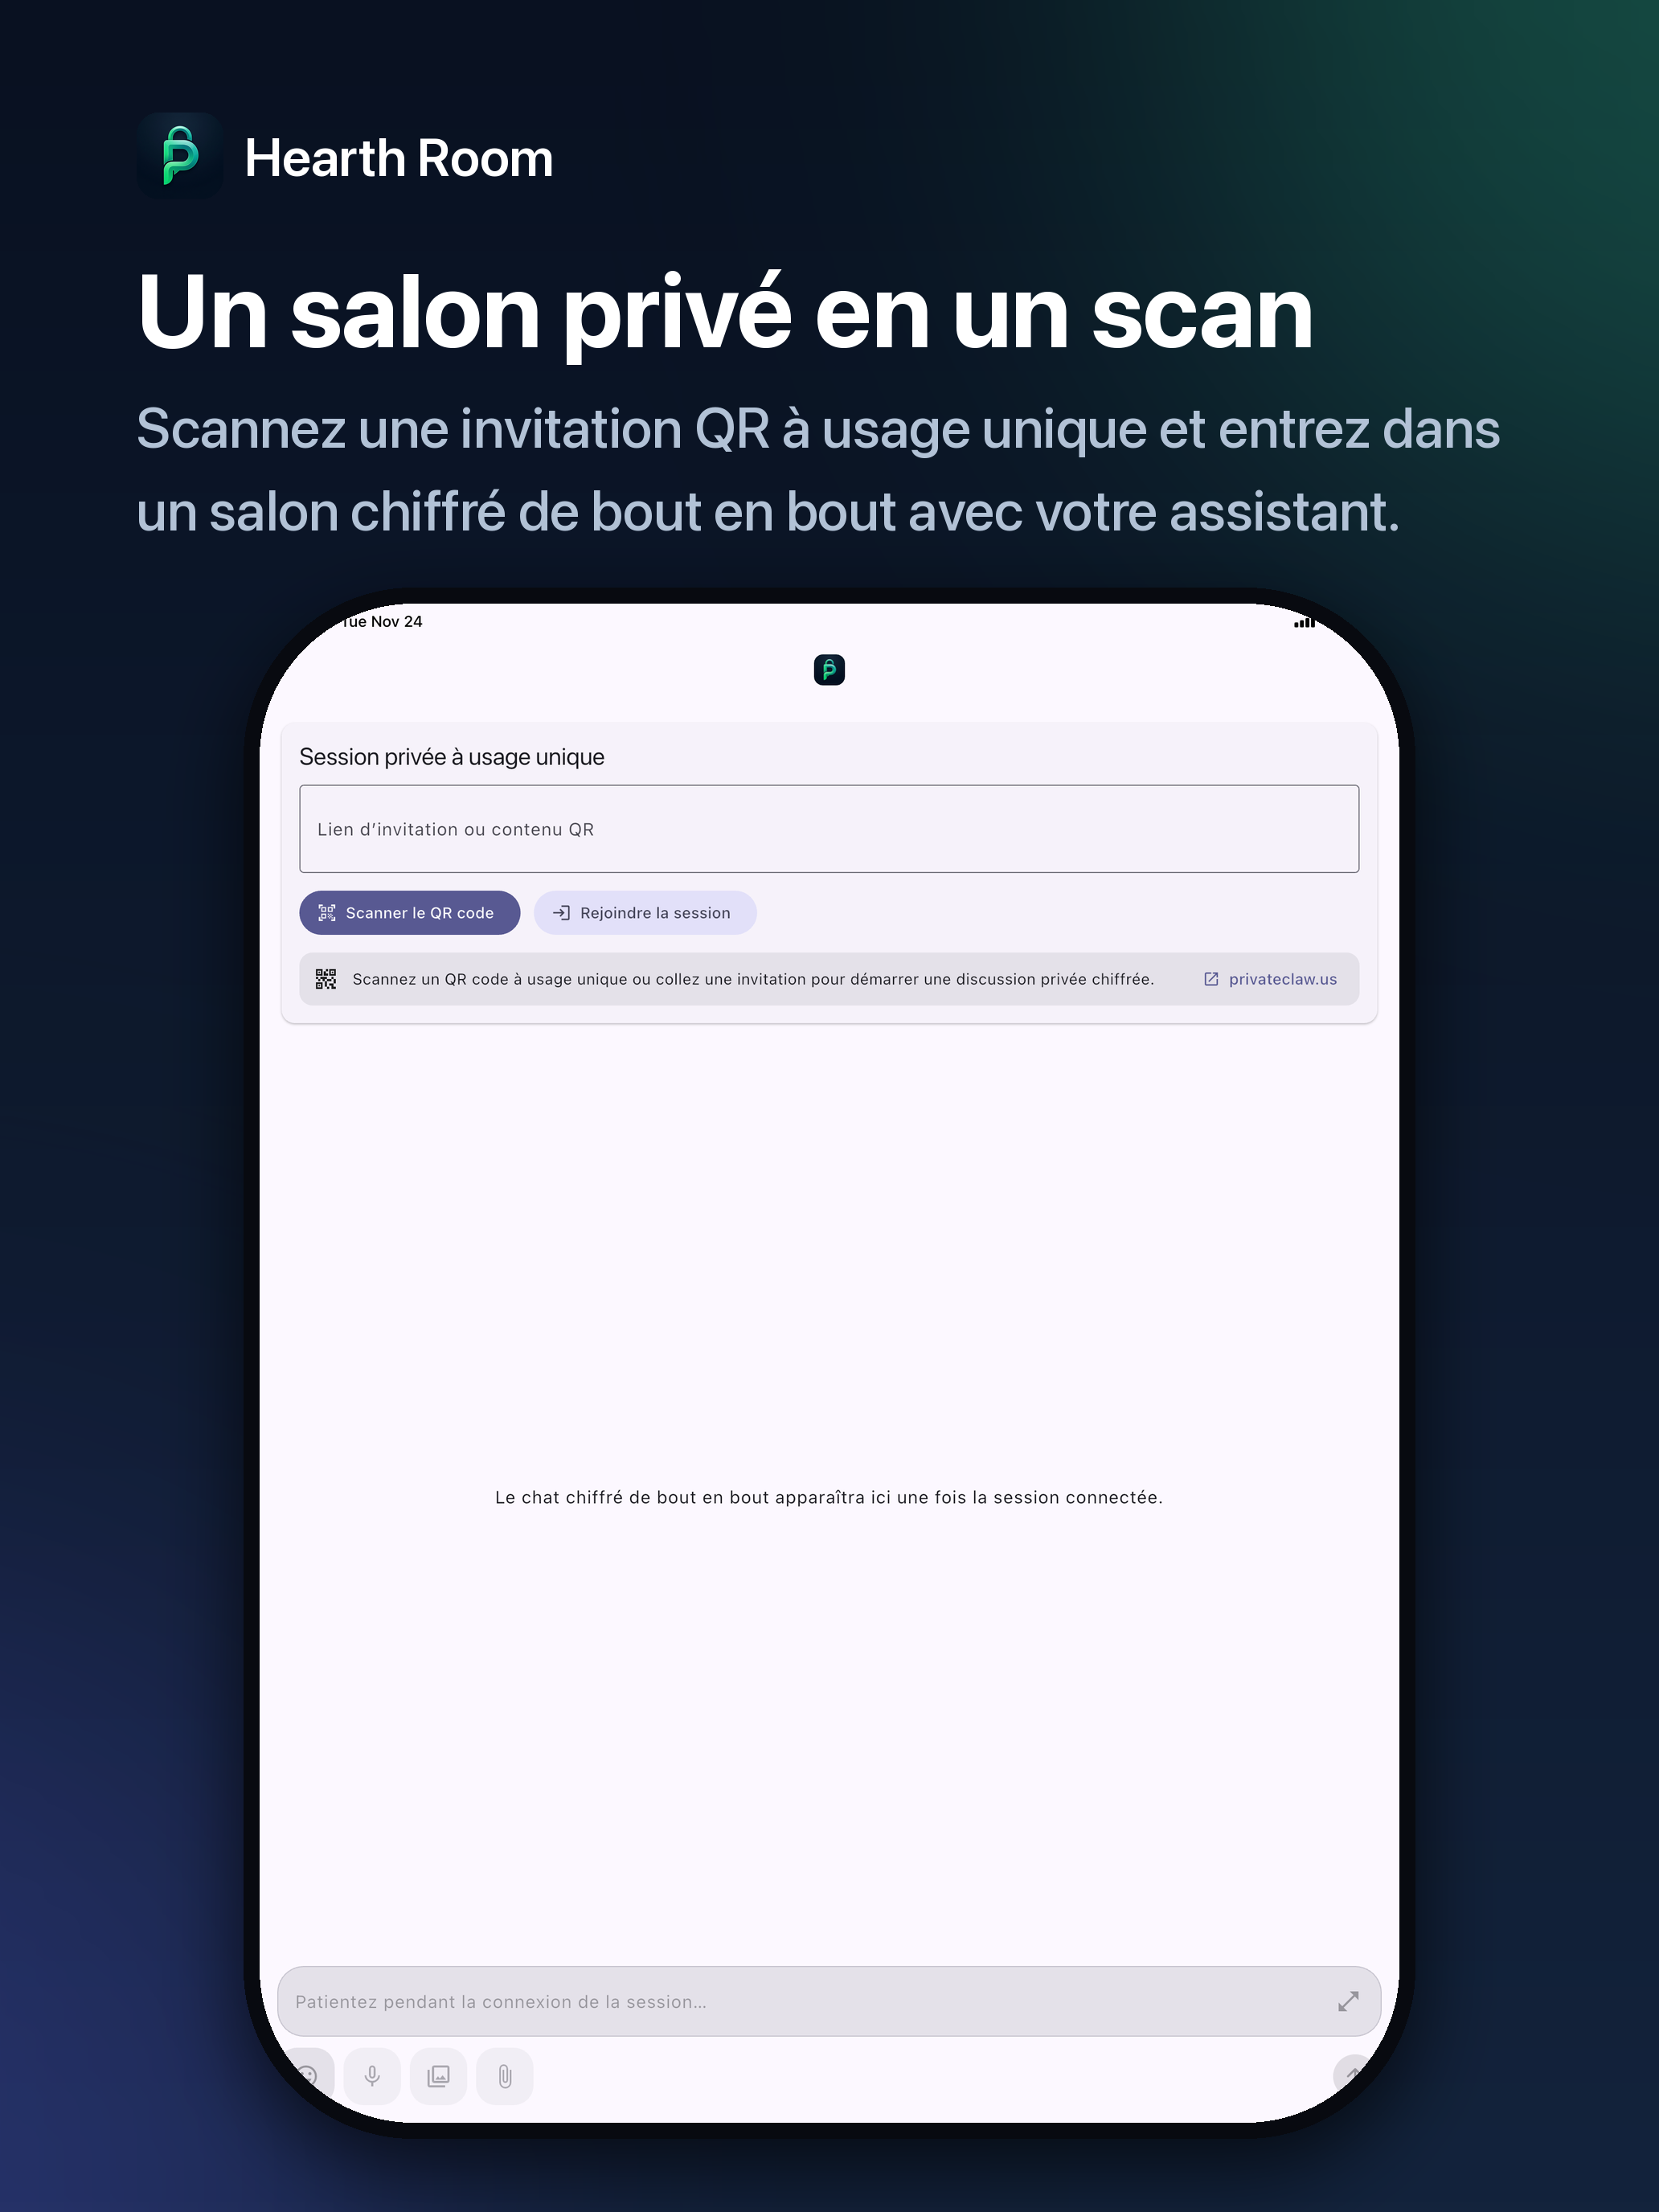 Hearth Room
Un salon privé en un scan
Scannez une invitation QR à usage unique et entrez dans
un salon chiffré de bout en bout avec votre assistant.
Tue Nov 24
Session privée à usage unique
Lien d’invitation ou contenu QR
Scanner le QR code
Rejoindre la session
Scannez un QR code à usage unique ou collez une invitation pour démarrer une discussion privée chiffrée.
privateclaw.us
Le chat chiffré de bout en bout apparaîtra ici une fois la session connectée.
Patientez pendant la connexion de la session…